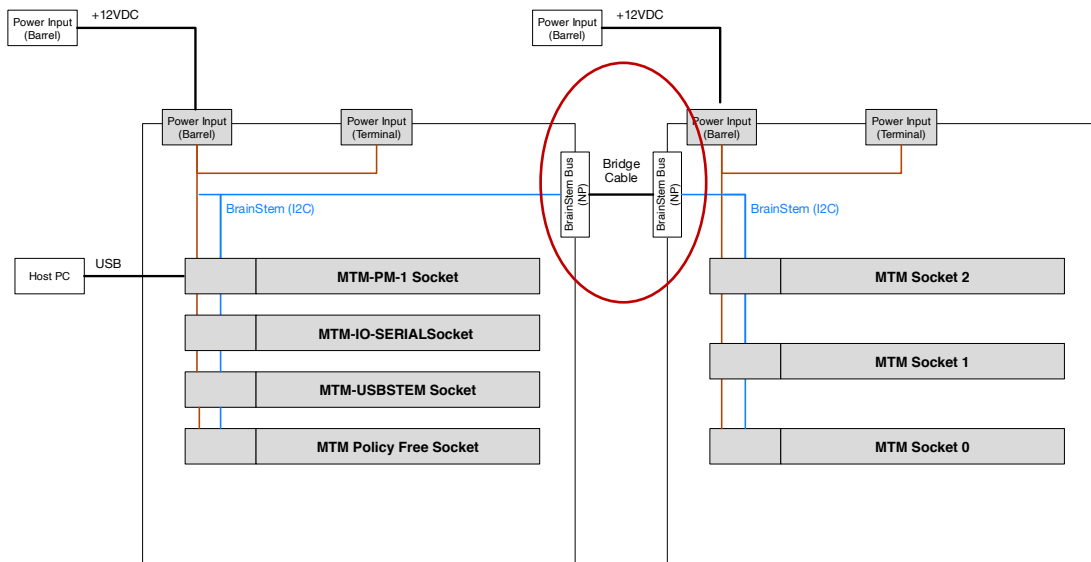 Power Input
(Barrel)
+12VDC
Power Input
(Barrel)
+12VDC
Power Input
(Barrel)
Power Input
(Terminal)
Power Input
(Barrel)
Power Input
(Terminal)
BrainStem Bus
(NP)
Bridge
Cable
BrainStem Bus
(NP)
BrainStem (I2C)
BrainStem (I2C)
Host PC
USB
MTM-PM-1 Socket
MTM Socket 2
MTM-IO-SERIALSocket
MTM Socket 1
MTM-USBSTEM Socket
MTM Policy Free Socket
MTM Socket 0